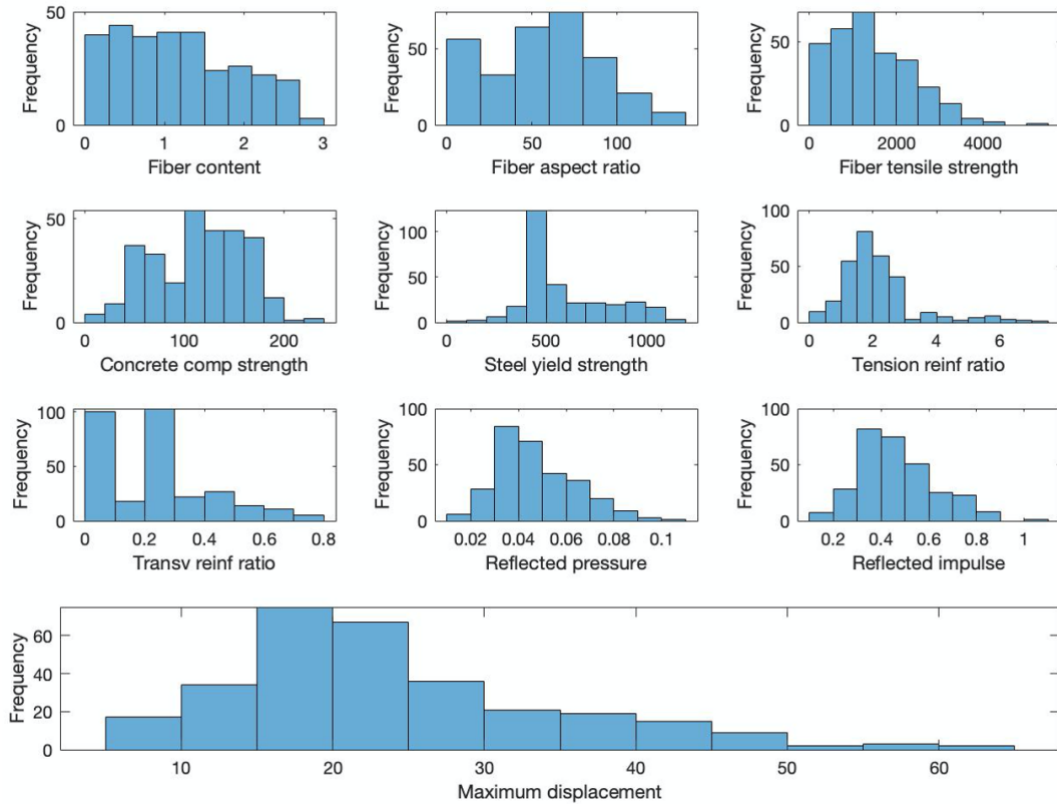 Frequency
50
0
0 1 2 3
Fiber content
Frequency
50
0
0 50 100
Fiber aspect ratio
Frequency
50
0
0 2000 4000
Fiber tensile strength
Frequency
50
0
0 100 200
Concrete comp strength
Frequency
100
50
0
0 500 1000
Steel yield strength
Frequency
100
50
0
0 2 4 6
Tension reinf ratio
Frequency
100
50
0
0 0.2 0.4 0.6 0.8
Transv reinf ratio
Frequency
100
50
0
0.02 0.04 0.06 0.08 0.1
Reflected pressure
Frequency
100
50
0
0.2 0.4 0.6 0.8 1
Reflected impulse
Frequency
60
40
20
0
10 20 30 40 50 60
Maximum displacement